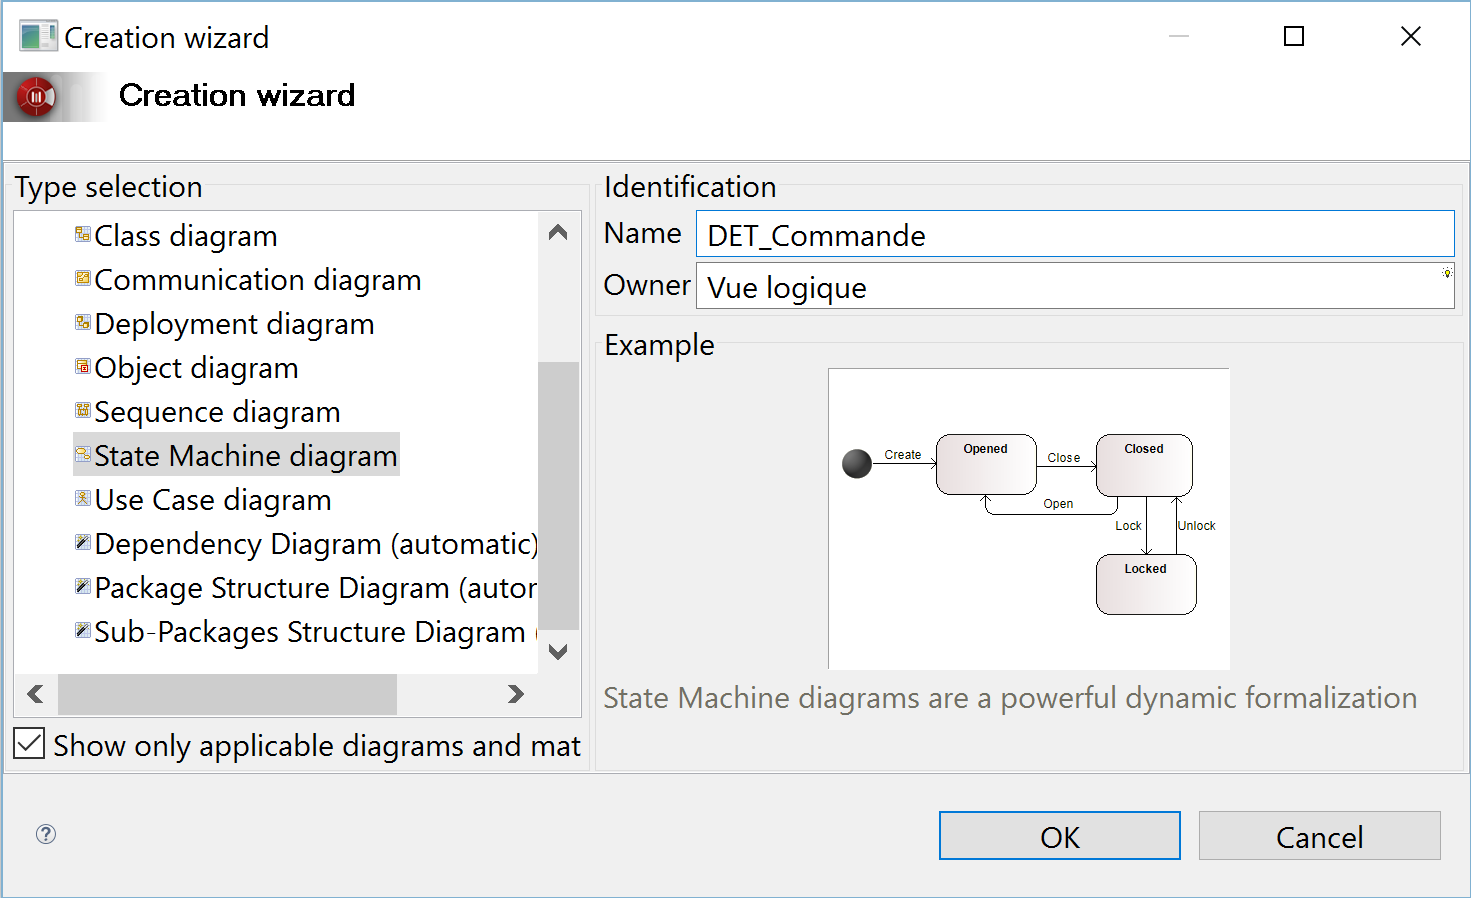 Creation wizard
Creation wizard
Type selection
Class diagram
Communication diagram
Deployment diagram
Object diagram
Sequence diagram
State Machine diagram
Use Case diagram
Dependency Diagram (automatic)
Package Structure Diagram (autor
Sub-Packages Structure Diagram (
Show only applicable diagrams and mat
Identification
Name DET_Commande
Owner Vue logique
Example
Create
Opened
Close
Closed
Open
Lock
Unlock
Locked
State Machine diagrams are a powerful dynamic formalization
?
OK
Cancel